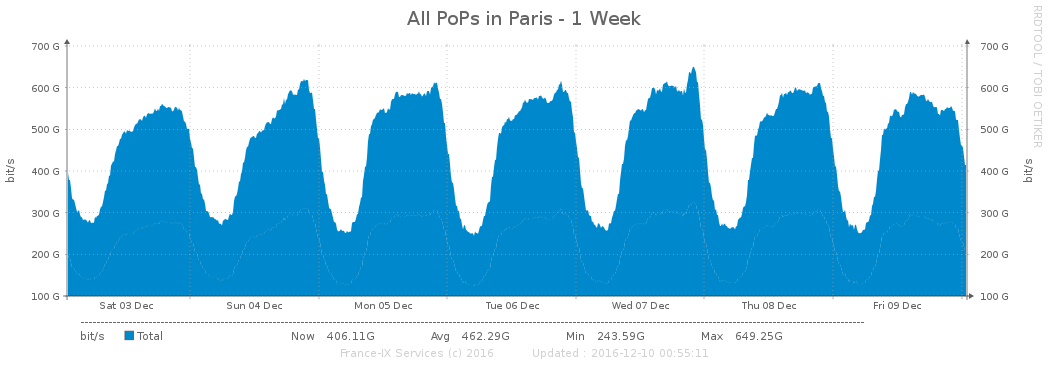 All PoPs in Paris - 1 Week
RRDTOOL / TOBI OETIKER
700 G 700 G
600 G 600 G
500 G 500 G
400 G 400 G
300 G 300 G
200 G 200 G
100 G 100 G
bit/s bit/s
Sat 03 Dec Sun 04 Dec Mon 05 Dec Tue 06 Dec Wed 07 Dec Thu 08 Dec Fri 09 Dec
bit/s Total Now 406.11G Avg 462.29G Min 243.59G Max 649.25G
France-IX Services (c) 2016 Updated : 2016-12-10 00:55:11